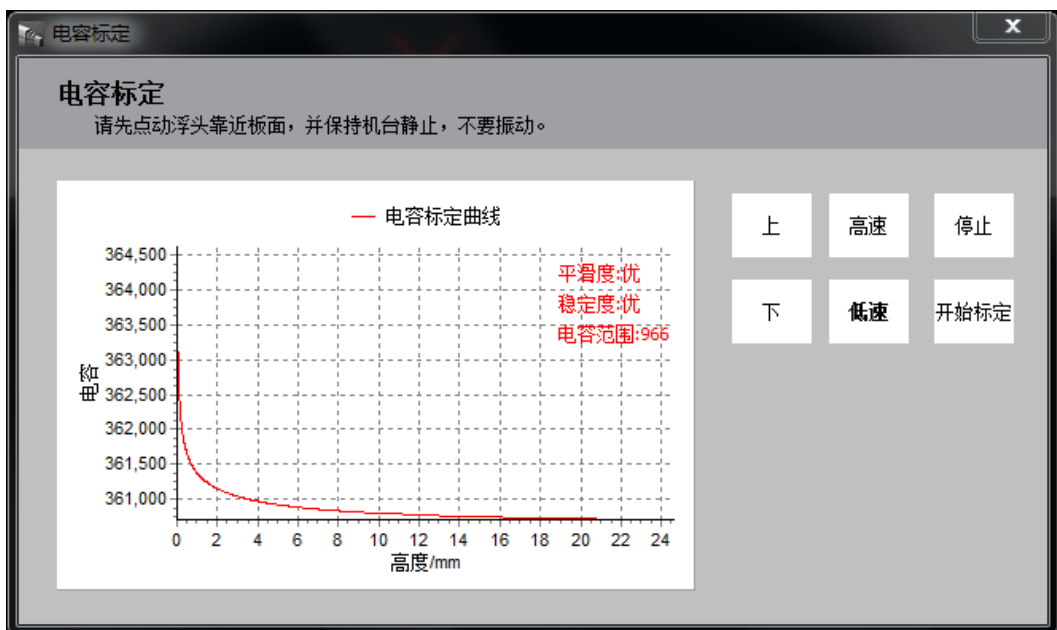 电容标定
X
电容标定
请先点动浮头靠近板面，并保持机台静止，不要振动。
电容标定曲线
364,500
364,000
363,500
363,000
362,500
362,000
361,500
361,000
电容
平滑度:优
稳定度:优
电容范围:966
0 2 4 6 8 10 12 14 16 18 20 22 24
高度/mm
上 高速 停止
下 低速 开始标定